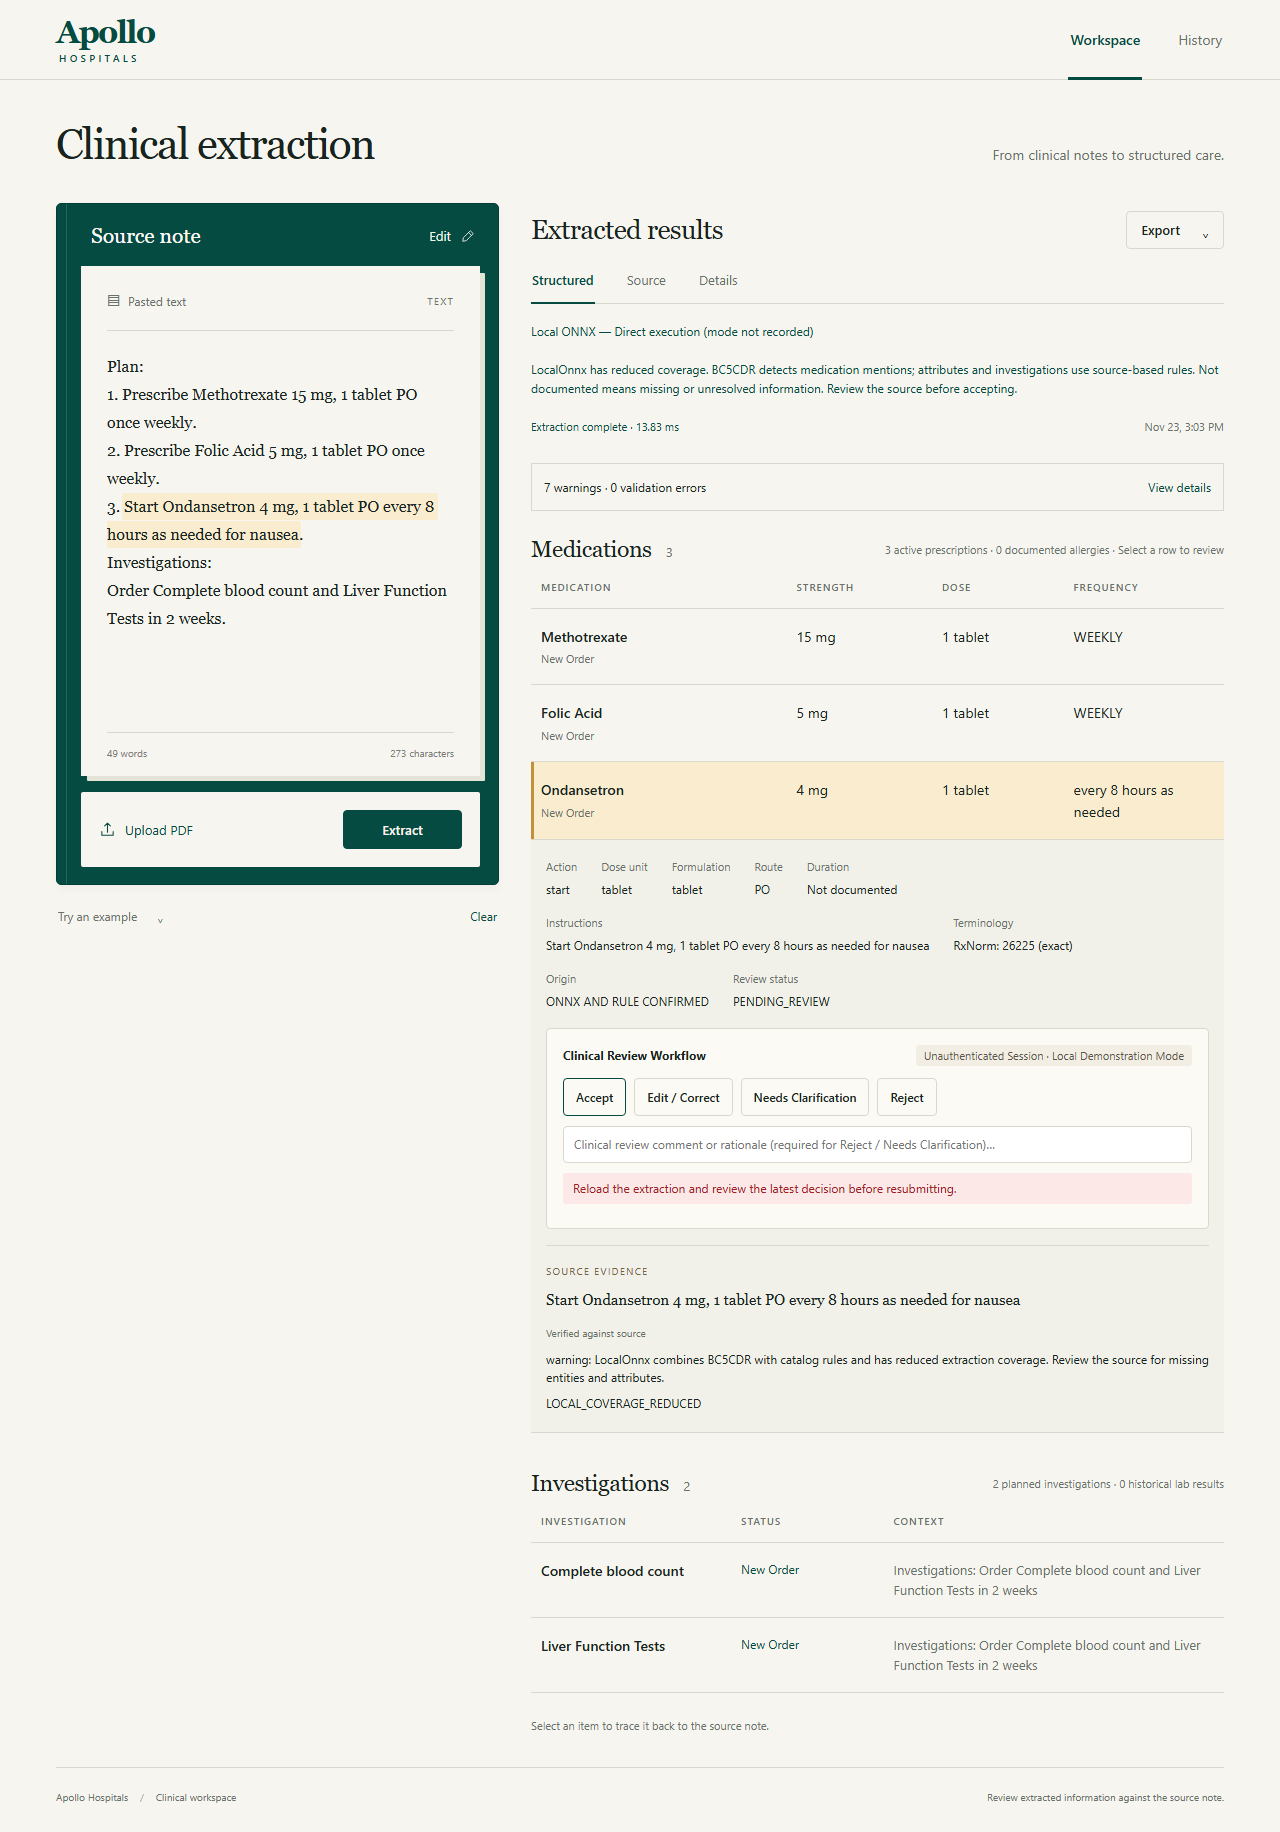 Apollo
HOSPITALS
Workspace
History
Clinical extraction
From clinical notes to structured care.
Source note
Edit
Pasted text
TEXT
Plan:
1. Prescribe Methotrexate 15 mg, 1 tablet PO
once weekly.
2. Prescribe Folic Acid 5 mg, 1 tablet PO once
weekly.
3. Start Ondansetron 4 mg, 1 tablet PO every 8
hours as needed for nausea.
Investigations:
Order Complete blood count and Liver Function
Tests in 2 weeks.
49 words
273 characters
Upload PDF
Extract
Try an example
Clear
Extracted results
Export
Structured
Source
Details
Local ONNX — Direct execution (mode not recorded)
LocalOnnx has reduced coverage. BC5CDR detects medication mentions; attributes and investigations use source-based rules. Not
documented means missing or unresolved information. Review the source before accepting.
Extraction complete · 13.83 ms
Nov 23, 3:03 PM
7 warnings · 0 validation errors
View details
Medications 3
3 active prescriptions · 0 documented allergies · Select a row to review
MEDICATION STRENGTH DOSE FREQUENCY
Methotrexate 15 mg 1 tablet WEEKLY
New Order
Folic Acid 5 mg 1 tablet WEEKLY
New Order
Ondansetron 4 mg 1 tablet every 8 hours as
New Order needed
Action Dose unit Formulation Route Duration
start tablet tablet PO Not documented
Instructions Terminology
Start Ondansetron 4 mg, 1 tablet PO every 8 hours as needed for nausea RxNorm: 26225 (exact)
Origin Review status
ONNX AND RULE CONFIRMED PENDING_REVIEW
Clinical Review Workflow
Unauthenticated Session · Local Demonstration Mode
Accept
Edit / Correct
Needs Clarification
Reject
Clinical review comment or rationale (required for Reject / Needs Clarification)...
Reload the extraction and review the latest decision before resubmitting.
SOURCE EVIDENCE
Start Ondansetron 4 mg, 1 tablet PO every 8 hours as needed for nausea
Verified against source
warning: LocalOnnx combines BC5CDR with catalog rules and has reduced extraction coverage. Review the source for missing
entities and attributes.
LOCAL_COVERAGE_REDUCED
Investigations 2
2 planned investigations · 0 historical lab results
INVESTIGATION STATUS CONTEXT
Complete blood count New Order Investigations: Order Complete blood count and Liver
Function Tests in 2 weeks
Liver Function Tests New Order Investigations: Order Complete blood count and Liver
Function Tests in 2 weeks
Select an item to trace it back to the source note.
Apollo Hospitals / Clinical workspace
Review extracted information against the source note.